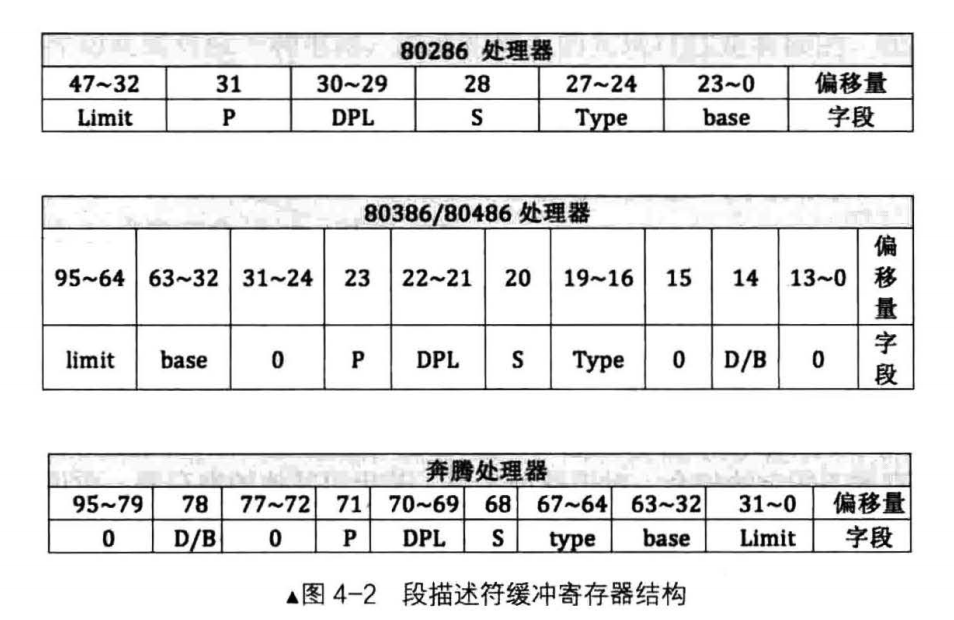 80286 处理器
47~32 31 30~29 28 27~24 23~0 偏移量
Limit P DPL S Type base 字段
80386/80486 处理器
95~64 63~32 31~24 23 22~21 20 19~16 15 14 13~0 偏移量
limit base 0 P DPL S Type 0 D/B 0 字段
奔腾处理器
95~79 78 77~72 71 70~69 68 67~64 63~32 31~0 偏移量
0 D/B 0 P DPL S type base Limit 字段
▲图 4-2 段描述符缓冲寄存器结构